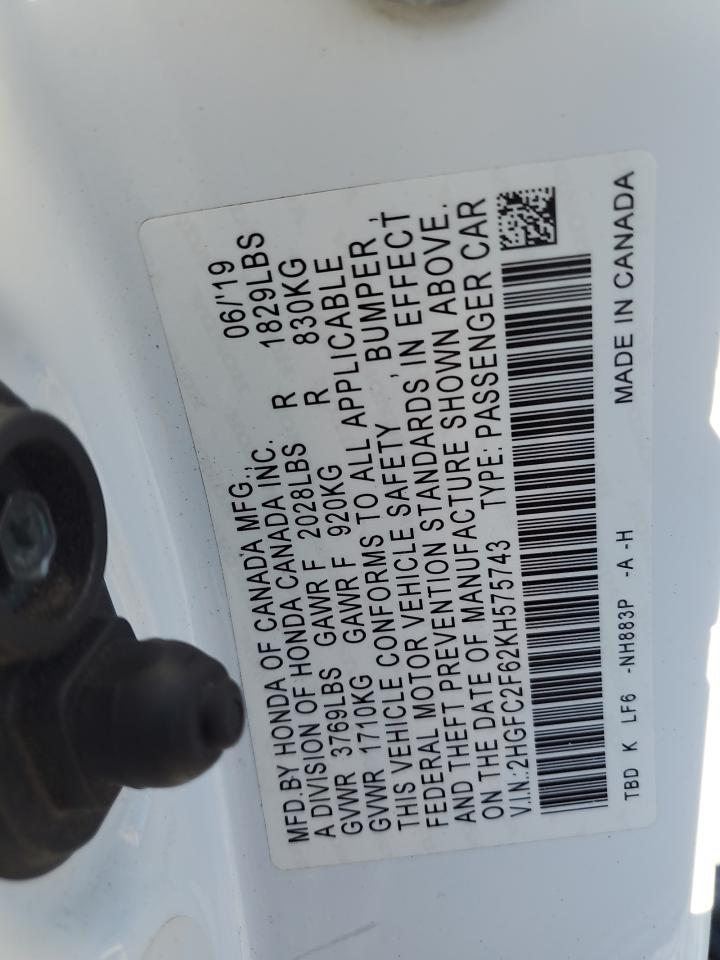 MFD.BY HONDA OF CANADA MFG., 06/'19
A DIVISION OF HONDA CANADA INC.
GVWR 3769LBS GAWR F 2028LBS R 1829LBS
GVWR 1710KG GAWR F 920KG R 830KG
THIS VEHICLE CONFORMS TO ALL APPLICABLE
FEDERAL MOTOR VEHICLE SAFETY, BUMPER,
AND THEFT PREVENTION STANDARDS IN EFFECT
ON THE DATE OF MANUFACTURE SHOWN ABOVE.
V.I.N.:2HGFC2F62KH575743 TYPE: PASSENGER CAR
TBD K LF6 -NH883P -A -H MADE IN CANADA